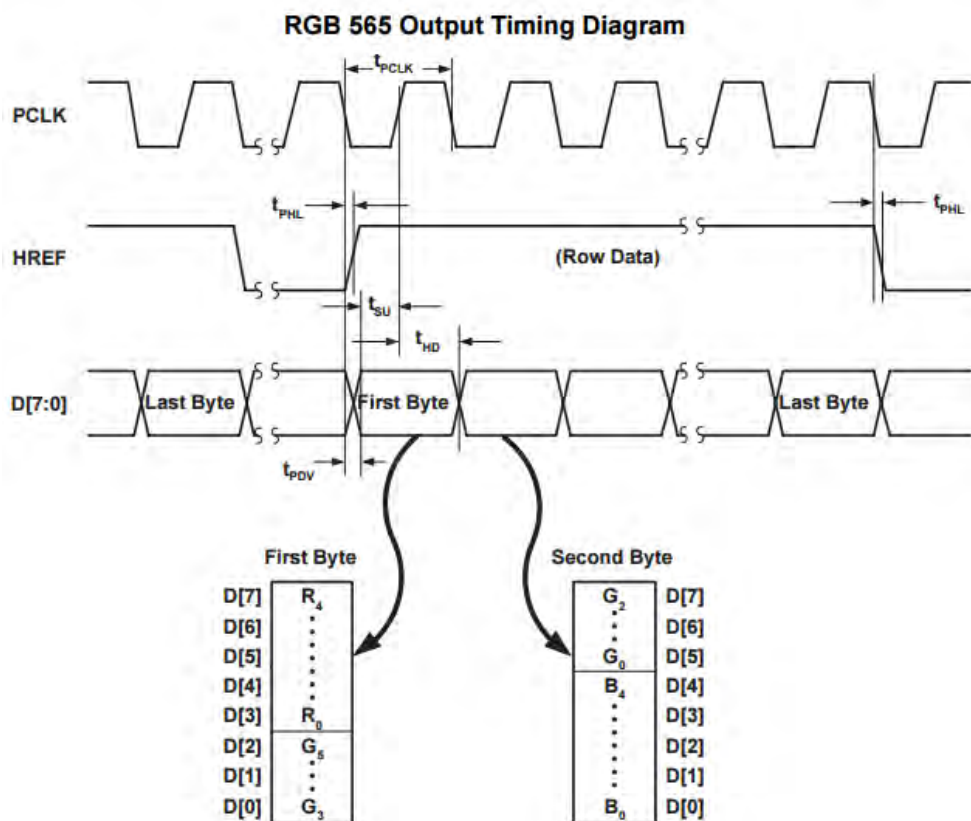 RGB 565 Output Timing Diagram
tPCLK
PCLK
tPHL
tPHL
HREF
(Row Data)
tSU
tHD
D[7:0]
Last Byte
First Byte
Last Byte
tPDV
First Byte
Second Byte
D[7] R4
D[6]
D[5]
D[4]
D[3] R0
D[2] G5
D[1]
D[0] G3
G2 D[7]
D[6]
G0 D[5]
B4 D[4]
D[3]
D[2]
D[1]
B0 D[0]